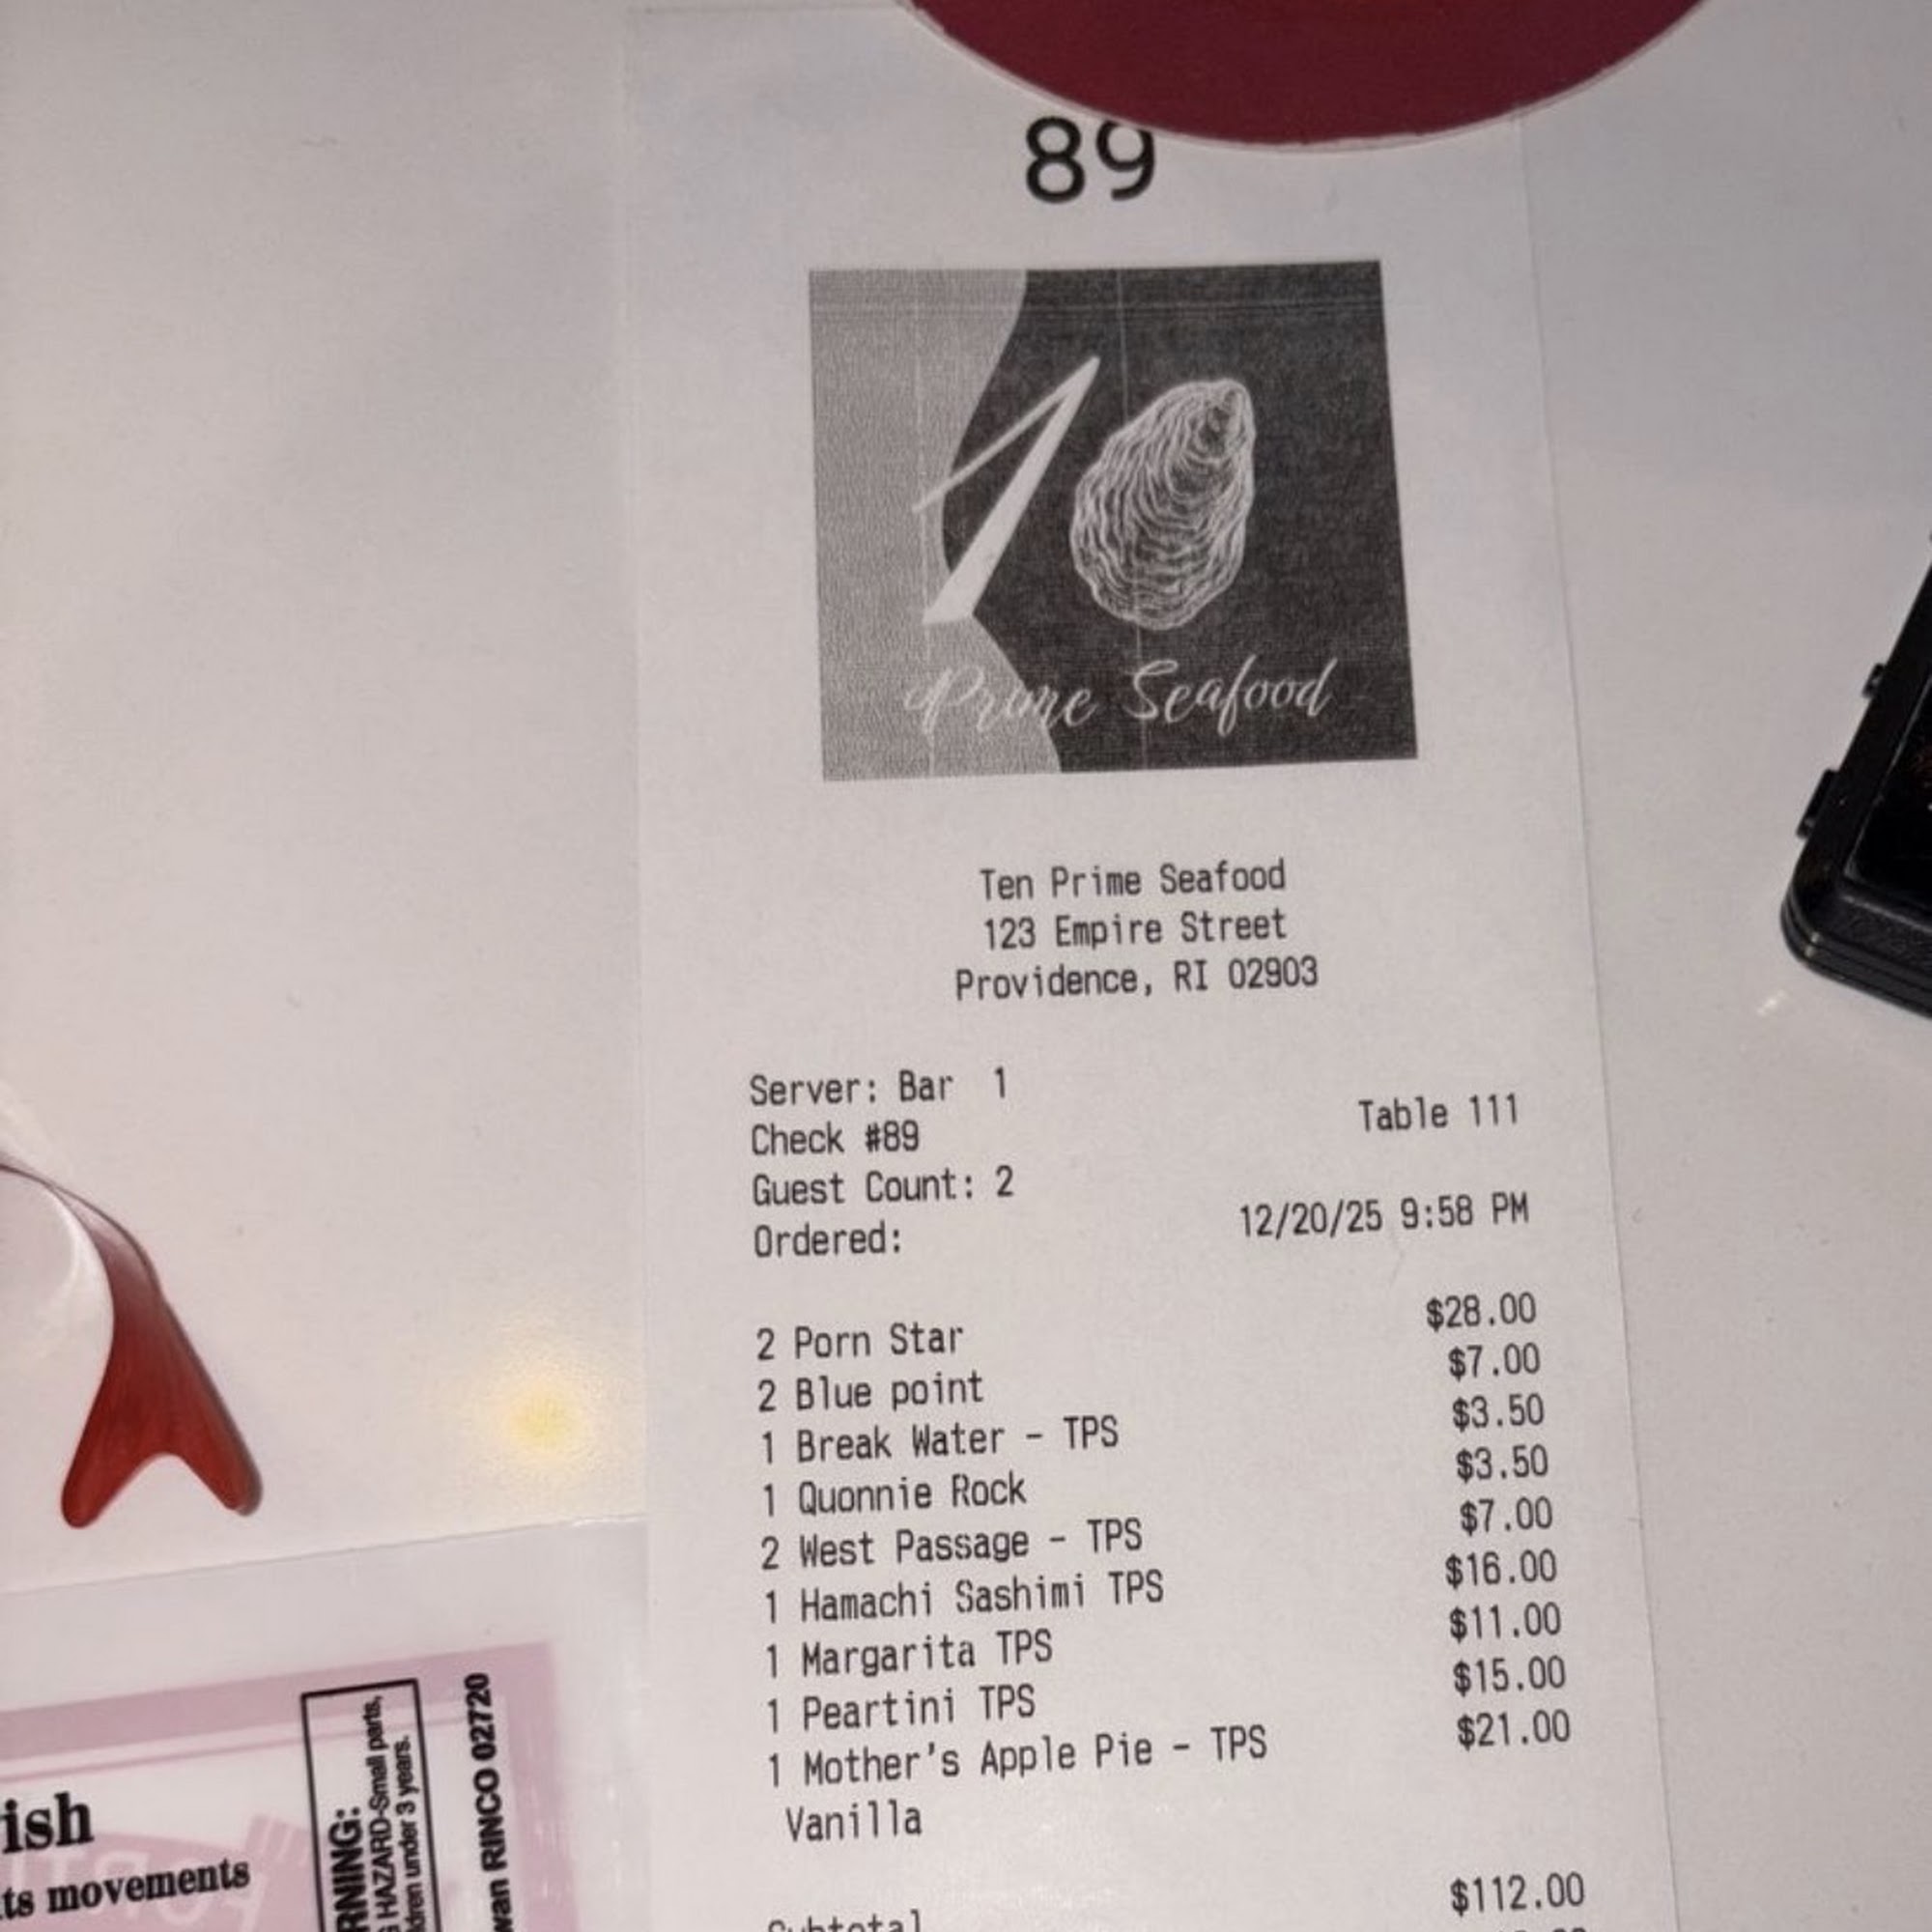 89
10
Prime Seafood
Ten Prime Seafood
123 Empire Street
Providence, RI 02903
Server: Bar 1
Check #89 Table 111
Guest Count: 2
Ordered: 12/20/25 9:58 PM
2 Porn Star $28.00
2 Blue point $7.00
1 Break Water - TPS $3.50
1 Quonnie Rock $3.50
2 West Passage - TPS $7.00
1 Hamachi Sashimi TPS $16.00
1 Margarita TPS $11.00
1 Peartini TPS $15.00
1 Mother's Apple Pie - TPS $21.00
Vanilla
Subtotal $112.00
ish
ts movements
RNING:
HAZARD-Small parts,
ldren under 3 years.
wan RINCO 02720